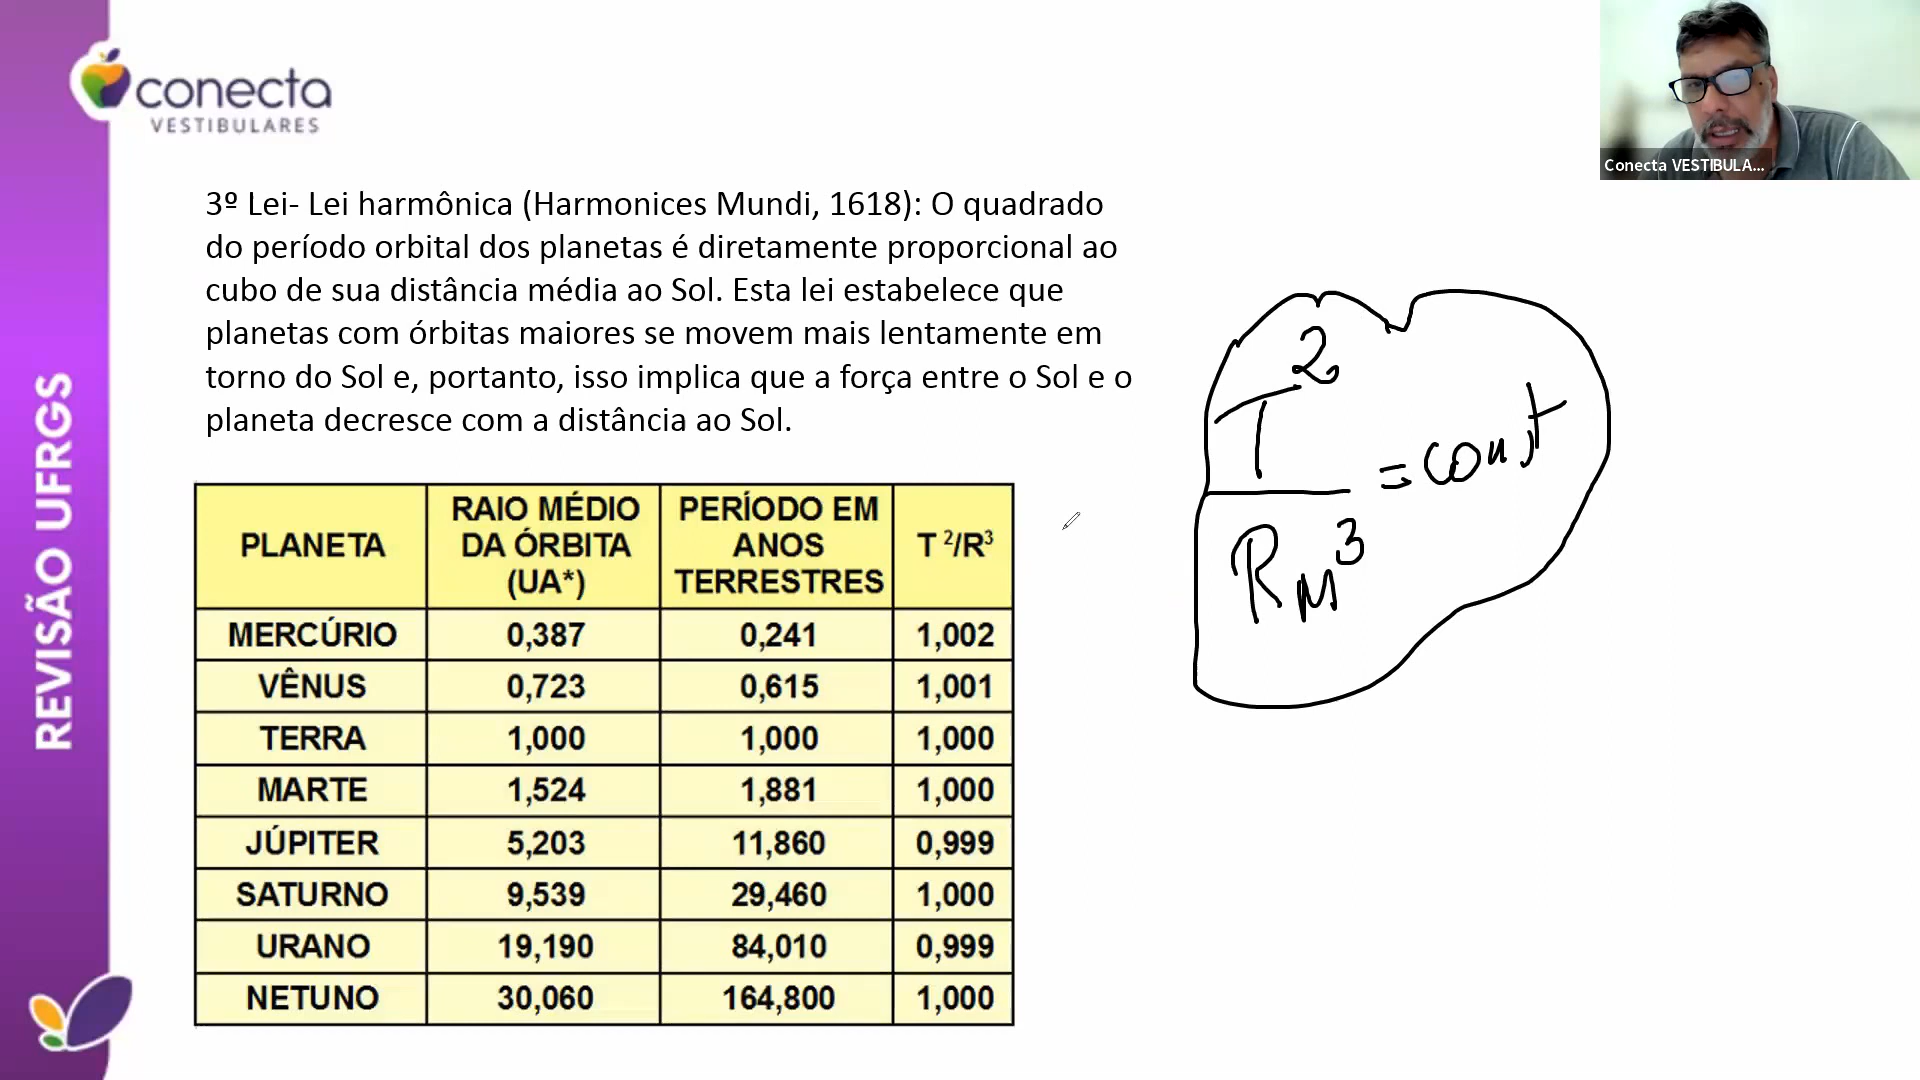 conecta
VESTIBULARES
Conecta VESTIBULA...
REVISÃO UFRGS
3º Lei- Lei harmônica (Harmonices Mundi, 1618): O quadrado
do período orbital dos planetas é diretamente proporcional ao
cubo de sua distância média ao Sol. Esta lei estabelece que
planetas com órbitas maiores se movem mais lentamente em
torno do Sol e, portanto, isso implica que a força entre o Sol e o
planeta decresce com a distância ao Sol.
T² = const
R_M³
PLANETA RAIO MÉDIO DA ÓRBITA (UA*) PERÍODO EM ANOS TERRESTRES T²/R³
MERCÚRIO 0,387 0,241 1,002
VÊNUS 0,723 0,615 1,001
TERRA 1,000 1,000 1,000
MARTE 1,524 1,881 1,000
JÚPITER 5,203 11,860 0,999
SATURNO 9,539 29,460 1,000
URANO 19,190 84,010 0,999
NETUNO 30,060 164,800 1,000